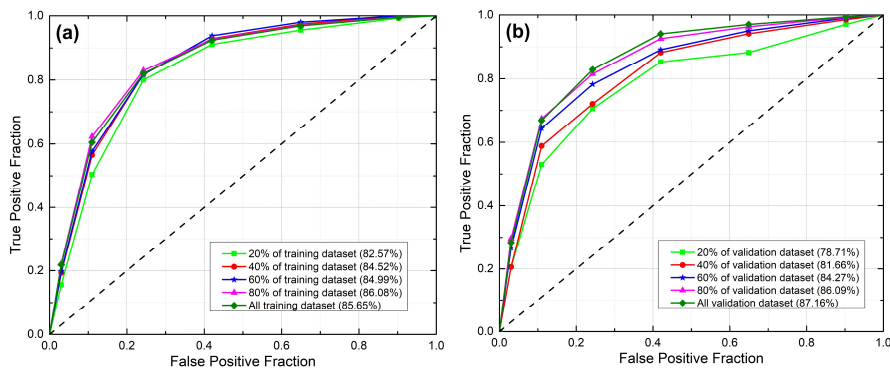 (a)
True Positive Fraction
1.0
0.8
0.6
0.4
0.2
0.0
0.0
0.2
0.4
0.6
0.8
1.0
False Positive Fraction
20% of training dataset (82.57%)
40% of training dataset (84.52%)
60% of training dataset (84.99%)
80% of training dataset (86.08%)
All training dataset (85.65%)
(b)
True Positive Fraction
1.0
0.8
0.6
0.4
0.2
0.0
0.0
0.2
0.4
0.6
0.8
1.0
False Positive Fraction
20% of validation dataset (78.71%)
40% of validation dataset (81.66%)
60% of validation dataset (84.27%)
80% of validation dataset (86.09%)
All validation dataset (87.16%)